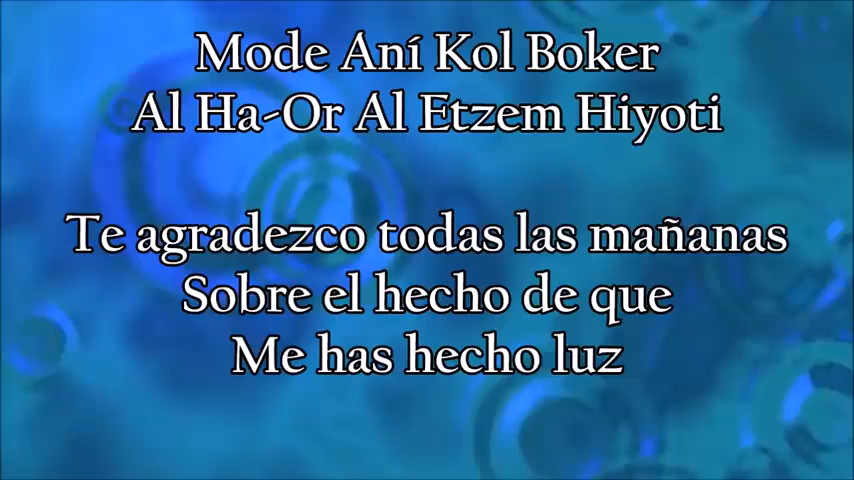 Mode Aní Kol Boker
Al Ha-Or Al Etzem Hiyoti
Te agradezco todas las mañanas
Sobre el hecho de que
Me has hecho luz